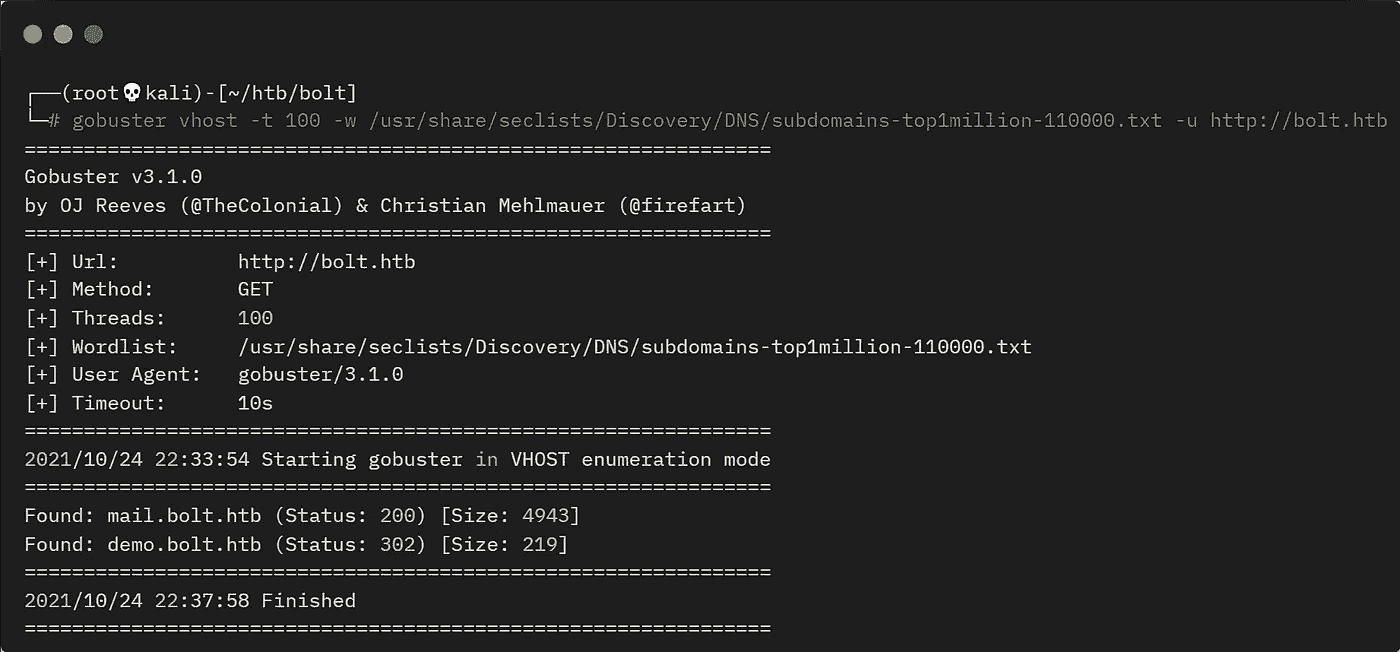 ┌──(root💀kali)-[~/htb/bolt]
└─# gobuster vhost -t 100 -w /usr/share/seclists/Discovery/DNS/subdomains-top1million-110000.txt -u http://bolt.htb
===============================================================
Gobuster v3.1.0
by OJ Reeves (@TheColonial) & Christian Mehlmauer (@firefart)
===============================================================
[+] Url:          http://bolt.htb
[+] Method:       GET
[+] Threads:      100
[+] Wordlist:     /usr/share/seclists/Discovery/DNS/subdomains-top1million-110000.txt
[+] User Agent:   gobuster/3.1.0
[+] Timeout:      10s
===============================================================
2021/10/24 22:33:54 Starting gobuster in VHOST enumeration mode
===============================================================
Found: mail.bolt.htb (Status: 200) [Size: 4943]
Found: demo.bolt.htb (Status: 302) [Size: 219]
===============================================================
2021/10/24 22:37:58 Finished
===============================================================